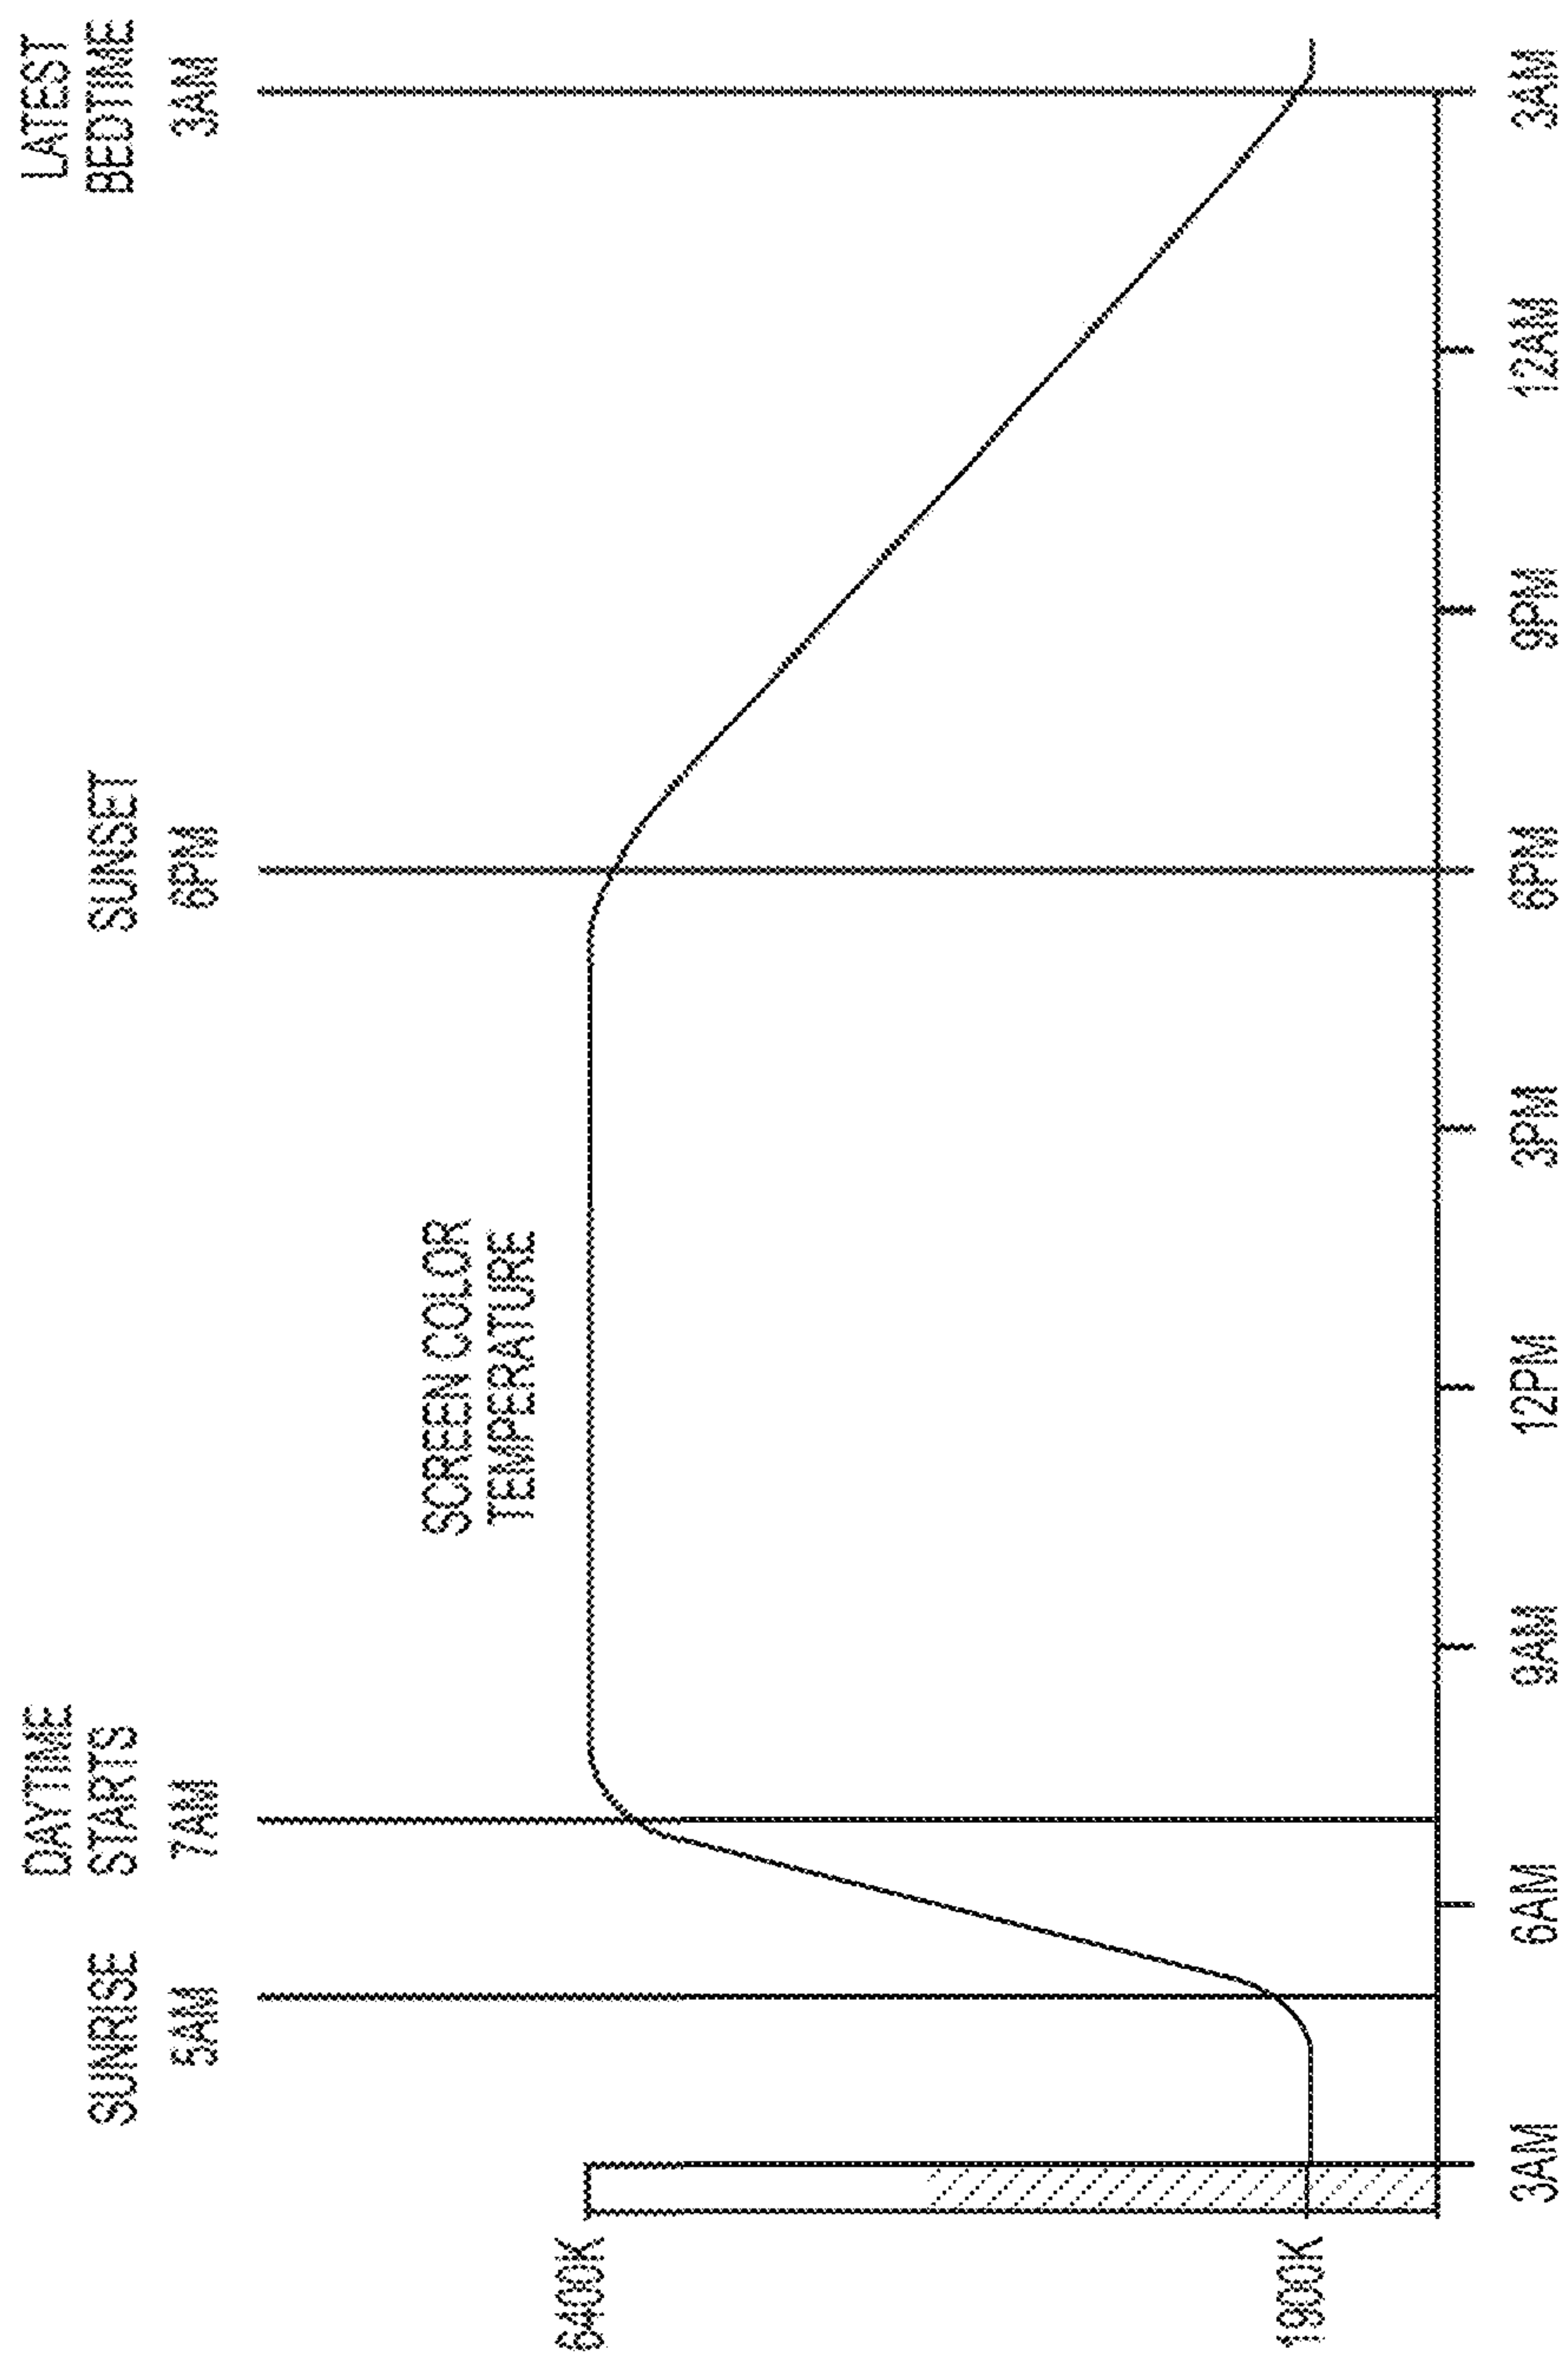 SUNRISE
5AM
DAYTIME
STARTS
7AM
SUNSET
6PM
LATEST
BEDTIME
3AM
SCREEN COLOR
TEMPERATURE
6400K
1900K
3AM
6AM
9AM
12PM
3PM
6PM
9PM
12AM
3AM